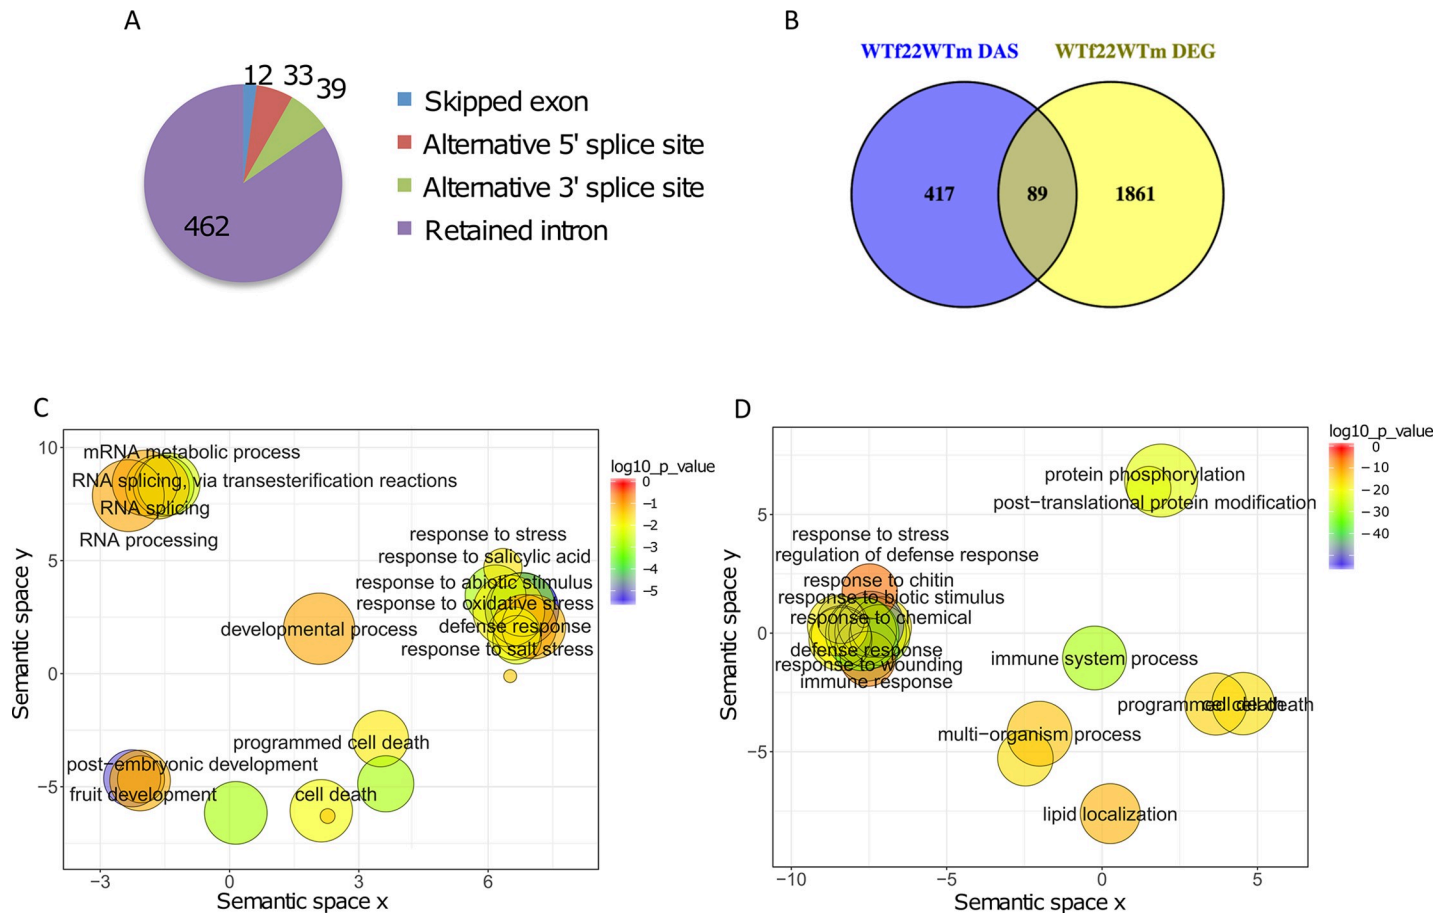 A
12 33 39
462
Skipped exon
Alternative 5' splice site
Alternative 3' splice site
Retained intron
B
WTf22WTm DAS WTf22WTm DEG
417 89 1861
C
mRNA metabolic process
RNA splicing, via transesterification reactions
RNA splicing
RNA processing
response to stress
response to salicylic acid
response to abiotic stimulus
response to oxidative stress
defense response
response to salt stress
developmental process
programmed cell death
post-embryonic development
fruit development
cell death
10
5
0
-5
-3 0 3 6
Semantic space y
Semantic space x
log10_p_value
0
-1
-2
-3
-4
-5
D
protein phosphorylation
post-translational protein modification
response to stress
regulation of defense response
response to chitin
response to biotic stimulus
response to chemical
defense response
response to wounding
immune response
immune system process
programmed cell death
cell death
multi-organism process
lipid localization
5
0
-5
-10 -5 0 5
Semantic space y
Semantic space x
log10_p_value
0
-10
-20
-30
-40